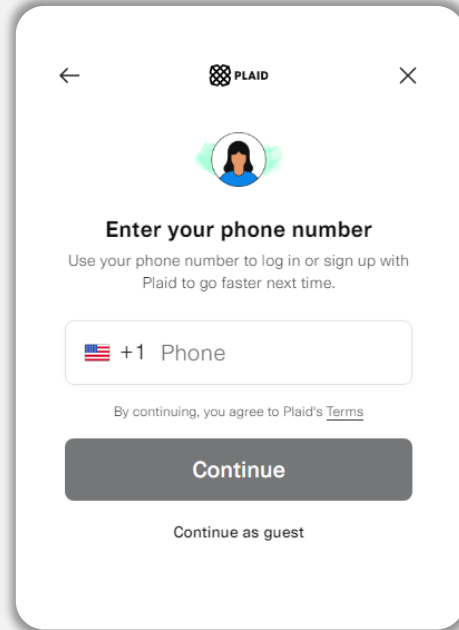 PLAID
Enter your phone number
Use your phone number to log in or sign up with
Plaid to go faster next time.
+1 Phone
By continuing, you agree to Plaid's Terms
Continue
Continue as guest